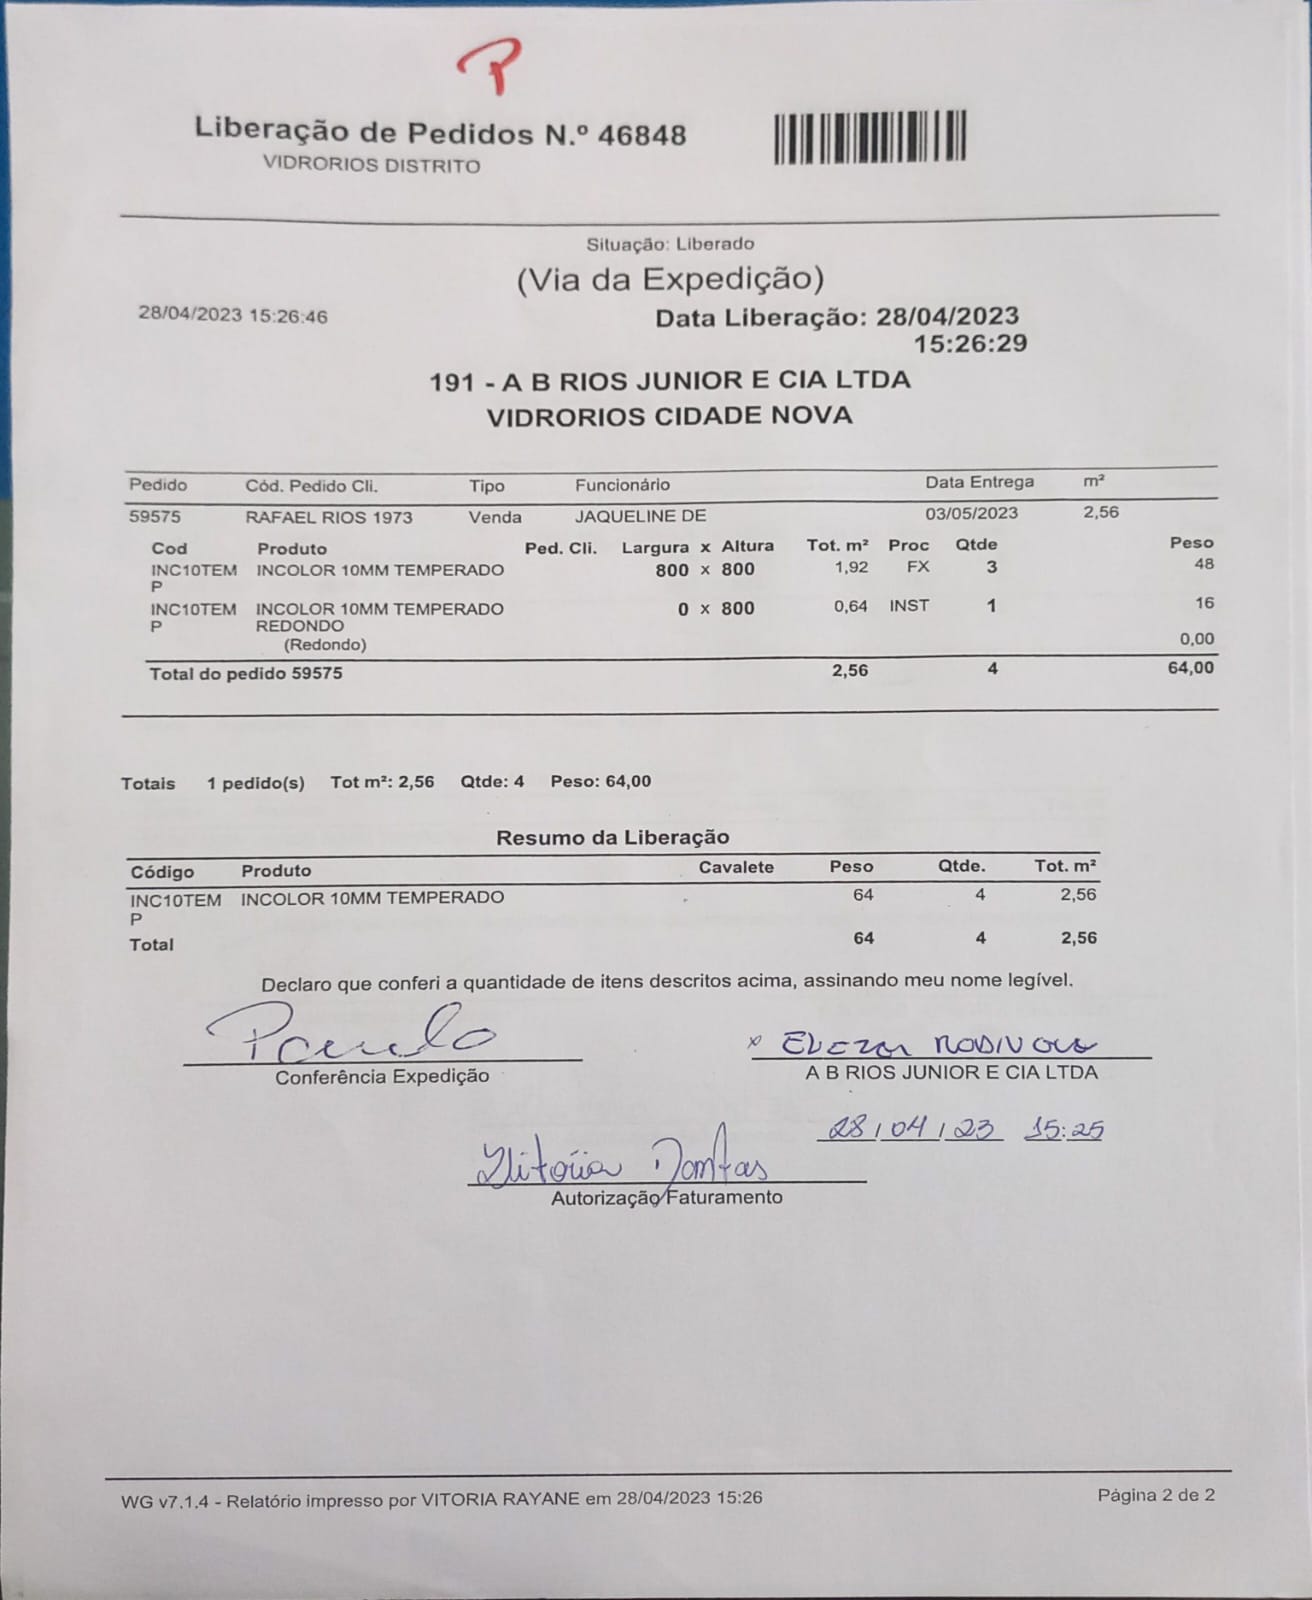 P
Liberação de Pedidos N.º 46848
VIDRORIOS DISTRITO
Situação: Liberado
(Via da Expedição)
28/04/2023 15:26:46
Data Liberação: 28/04/2023
15:26:29
191 - A B RIOS JUNIOR E CIA LTDA
VIDRORIOS CIDADE NOVA
Pedido Cód. Pedido Cli. Tipo Funcionário Data Entrega m²
59575 RAFAEL RIOS 1973 Venda JAQUELINE DE 03/05/2023 2,56
Cod Produto Ped. Cli. Largura x Altura Tot. m² Proc Qtde Peso
INC10TEM INCOLOR 10MM TEMPERADO 800 x 800 1,92 FX 3 48
P
INC10TEM INCOLOR 10MM TEMPERADO 0 x 800 0,64 INST 1 16
P REDONDO
(Redondo) 0,00
Total do pedido 59575 2,56 4 64,00
Totais 1 pedido(s) Tot m²: 2,56 Qtde: 4 Peso: 64,00
Resumo da Liberação
Código Produto Cavalete Peso Qtde. Tot. m²
INC10TEM INCOLOR 10MM TEMPERADO 64 4 2,56
P
Total 64 4 2,56
Declaro que conferi a quantidade de itens descritos acima, assinando meu nome legível.
x
Conferência Expedição
A B RIOS JUNIOR E CIA LTDA
28/04/23 15:25
Vitória Dantas
Autorização/Faturamento
WG v7.1.4 - Relatório impresso por VITORIA RAYANE em 28/04/2023 15:26
Página 2 de 2